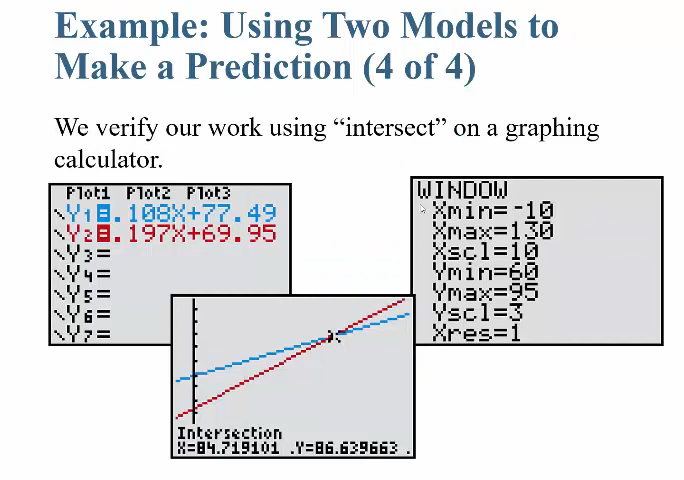 Example: Using Two Models to
Make a Prediction (4 of 4)
We verify our work using “intersect” on a graphing
calculator.
Plot1 Plot2 Plot3
\Y1=.108X+77.49
\Y2=.197X+69.95
\Y3=
\Y4=
\Y5=
\Y6=
\Y7=
WINDOW
Xmin=-10
Xmax=130
Xscl=10
Ymin=60
Ymax=95
Yscl=3
Xres=1
Intersection
X=84.719101 .Y=86.639663 .